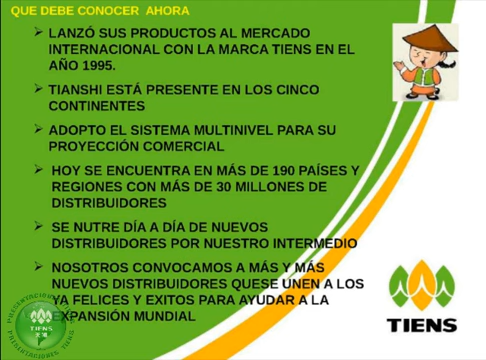 QUE DEBE CONOCER AHORA
➢ LANZÓ SUS PRODUCTOS AL MERCADO
INTERNACIONAL CON LA MARCA TIENS EN EL
AÑO 1995.
➢ TIANSHI ESTÁ PRESENTE EN LOS CINCO
CONTINENTES
➢ ADOPTO EL SISTEMA MULTINIVEL PARA SU
PROYECCIÓN COMERCIAL
➢ HOY SE ENCUENTRA EN MÁS DE 190 PAÍSES Y
REGIONES CON MÁS DE 30 MILLONES DE
DISTRIBUIDORES
➢ SE NUTRE DÍA A DÍA DE NUEVOS
DISTRIBUIDORES POR NUESTRO INTERMEDIO
➢ NOSOTROS CONVOCAMOS A MÁS Y MÁS
NUEVOS DISTRIBUIDORES QUESE UNEN A LOS
YA FELICES Y EXITOS PARA AYUDAR A LA
EXPANSIÓN MUNDIAL
TIENS
TIENS